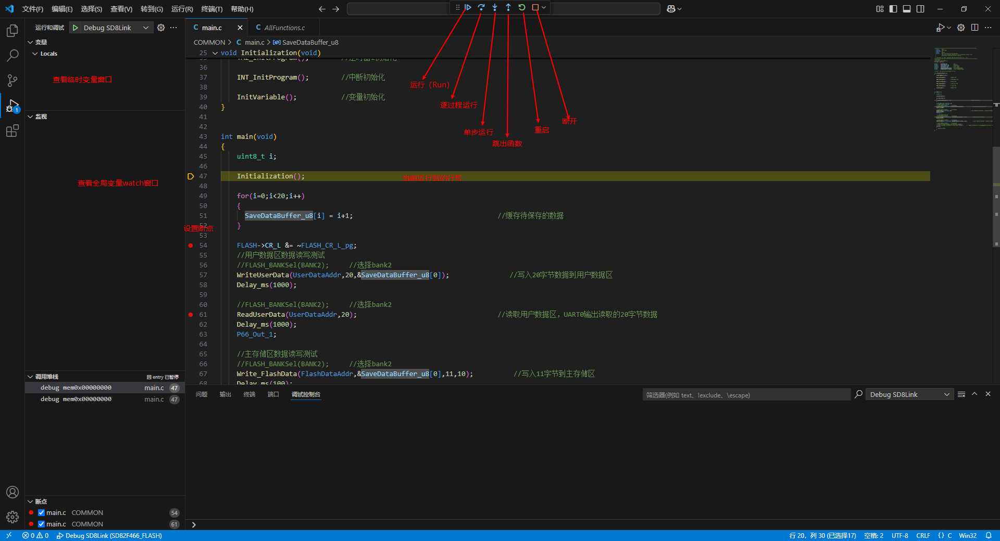 文件(F) 编辑(E) 选择(S) 查看(V) 转到(G) 运行(R) 终端(T) 帮助(H)
运行和调试 Debug SD8Link
变量
Locals
查看临时变量窗口
监视
查看全局变量watch窗口
调用堆栈 因 entry 已暂停
debug mem0x00000000 main.c 47
debug mem0x00000000 main.c 47
断点
main.c COMMON 54
main.c COMMON 61
main.c AllFunctions.c
COMMON > C main.c > SaveDataBuffer_u8
25 void Initialization(void)
36
37 INT_InitProgram(); //中断初始化
38
39 InitVariable(); //变量初始化
40 }
41
42
43 int main(void)
44 {
45 uint8_t i;
46
47 Initialization();
48
49 for(i=0;i<20;i++)
50 {
51 SaveDataBuffer_u8[i] = i+1; //缓存待保存的数据
52 }
53
54 FLASH->CR_L &= ~FLASH_CR_L_pg;
55 //用户数据区数据读写测试
56 //FLASH_BANKSel(BANK2); //选择bank2
57 WriteUserData(UserDataAddr,20,&SaveDataBuffer_u8[0]); //写入20字节数据到用户数据区
58 Delay_ms(1000);
59
60 //FLASH_BANKSel(BANK2); //选择bank2
61 ReadUserData(UserDataAddr,20); //读取用户数据区，UART0输出读取的20字节数据
62 Delay_ms(1000);
63 P66_Out_1;
64
65 //主存储区数据读写测试
66 //FLASH_BANKSel(BANK2); //选择bank2
67 Write_FlashData(FlashDataAddr,&SaveDataBuffer_u8[0],11,10); //写入11字节到主存储区
68 Delay_ms(100);
运行（Run）
逐过程运行
单步运行
跳出函数
重启
断开
当前运行到的行号
设置断点
问题 输出 终端 端口 调试控制台
筛选器(例如 text、!exclude、\escape) Debug SD8Link
0 0 Debug SD8Link (SD82F466_FLASH)
行 20，列 30 (已选择17) 空格: 2 UTF-8 CRLF {} C Win32